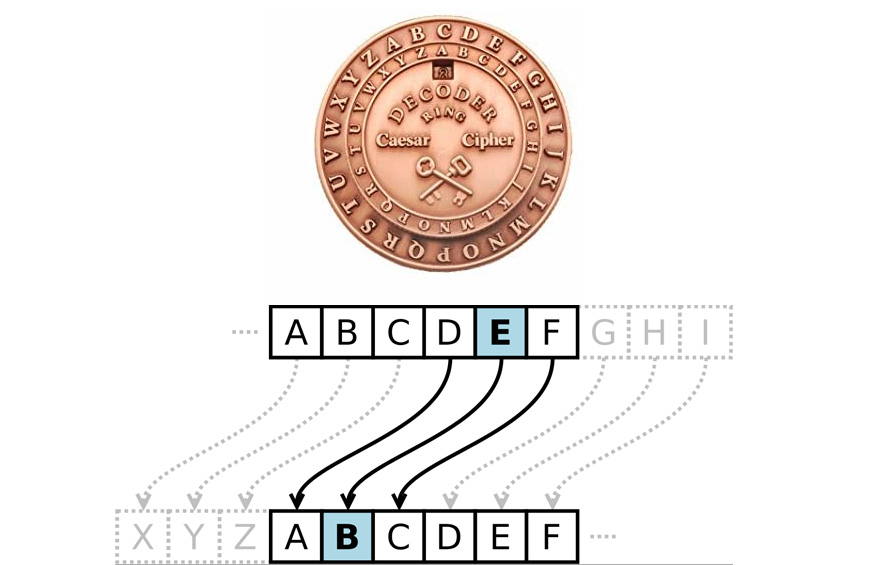 A B C D E F G H I J K L M N O P Q R S T U V W X Y Z
A B C D E F G H I J K L M N O P Q R S T U V W X Y Z
DECODER
RING
Caesar Cipher
A B C D E F G H I
X Y Z A B C D E F